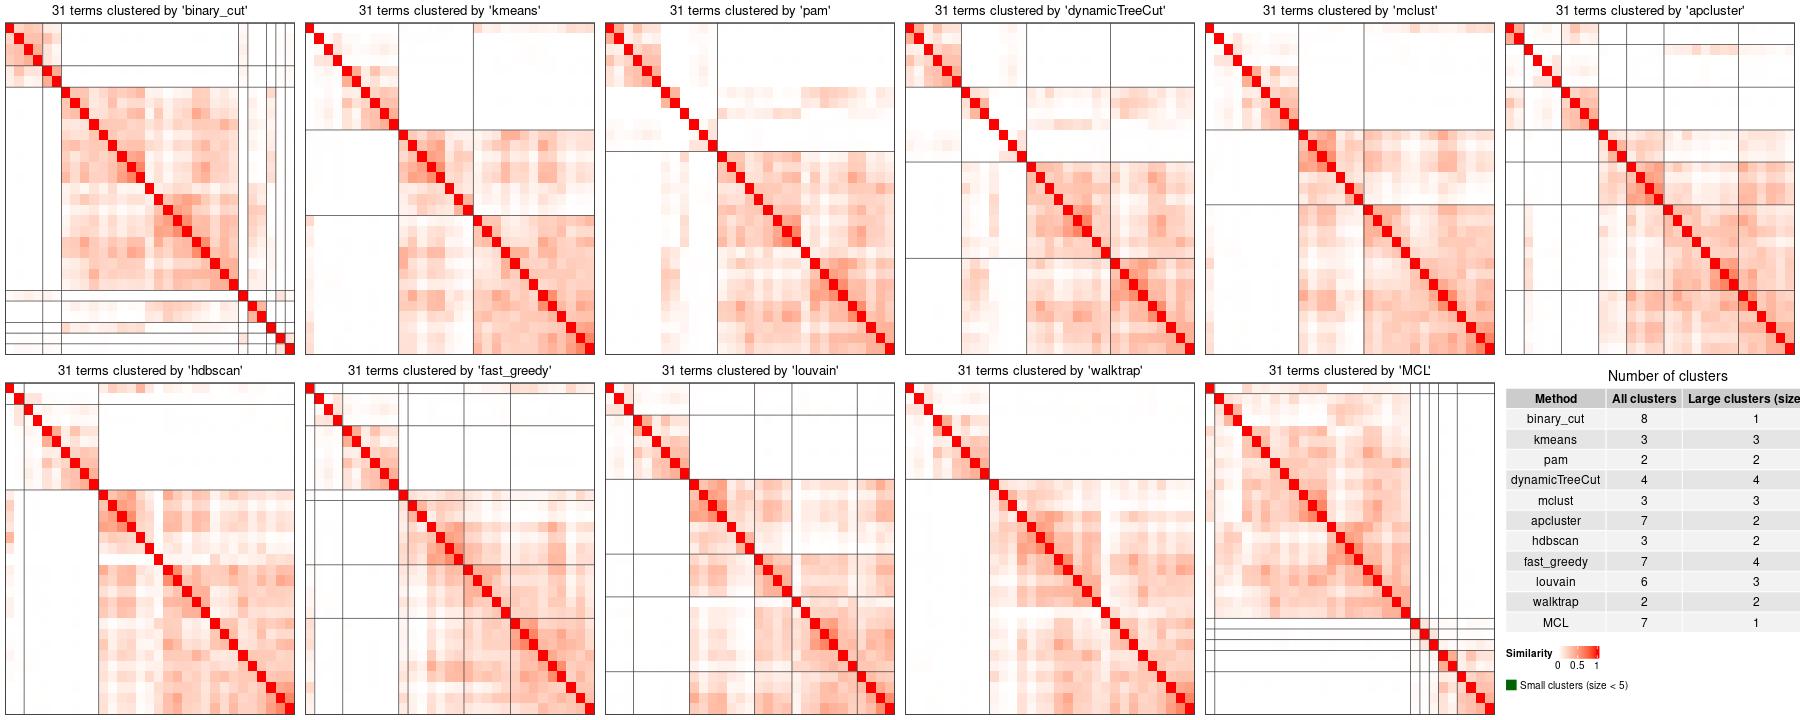 31 terms clustered by 'binary_cut'
31 terms clustered by 'kmeans'
31 terms clustered by 'pam'
31 terms clustered by 'dynamicTreeCut'
31 terms clustered by 'mclust'
31 terms clustered by 'apcluster'
31 terms clustered by 'hdbscan'
31 terms clustered by 'fast_greedy'
31 terms clustered by 'louvain'
31 terms clustered by 'walktrap'
31 terms clustered by 'MCL'
Number of clusters
Method All clusters Large clusters (size
binary_cut 8 1
kmeans 3 3
pam 2 2
dynamicTreeCut 4 4
mclust 3 3
apcluster 7 2
hdbscan 3 2
fast_greedy 7 4
louvain 6 3
walktrap 2 2
MCL 7 1
Similarity
0 0.5 1
Small clusters (size < 5)